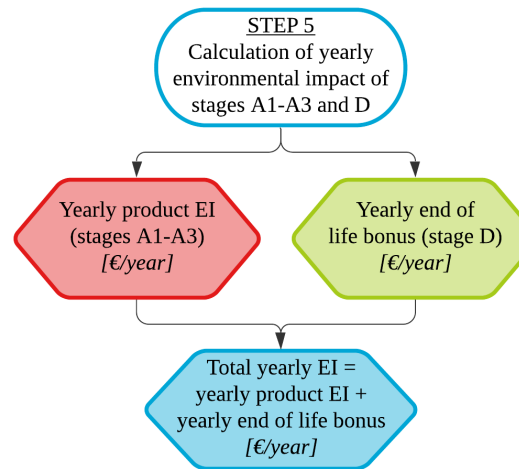 STEP 5
Calculation of yearly
environmental impact of
stages A1-A3 and D
Yearly product EI
(stages A1-A3)
[€/year]
Yearly end of
life bonus (stage D)
[€/year]
Total yearly EI =
yearly product EI +
yearly end of life bonus
[€/year]